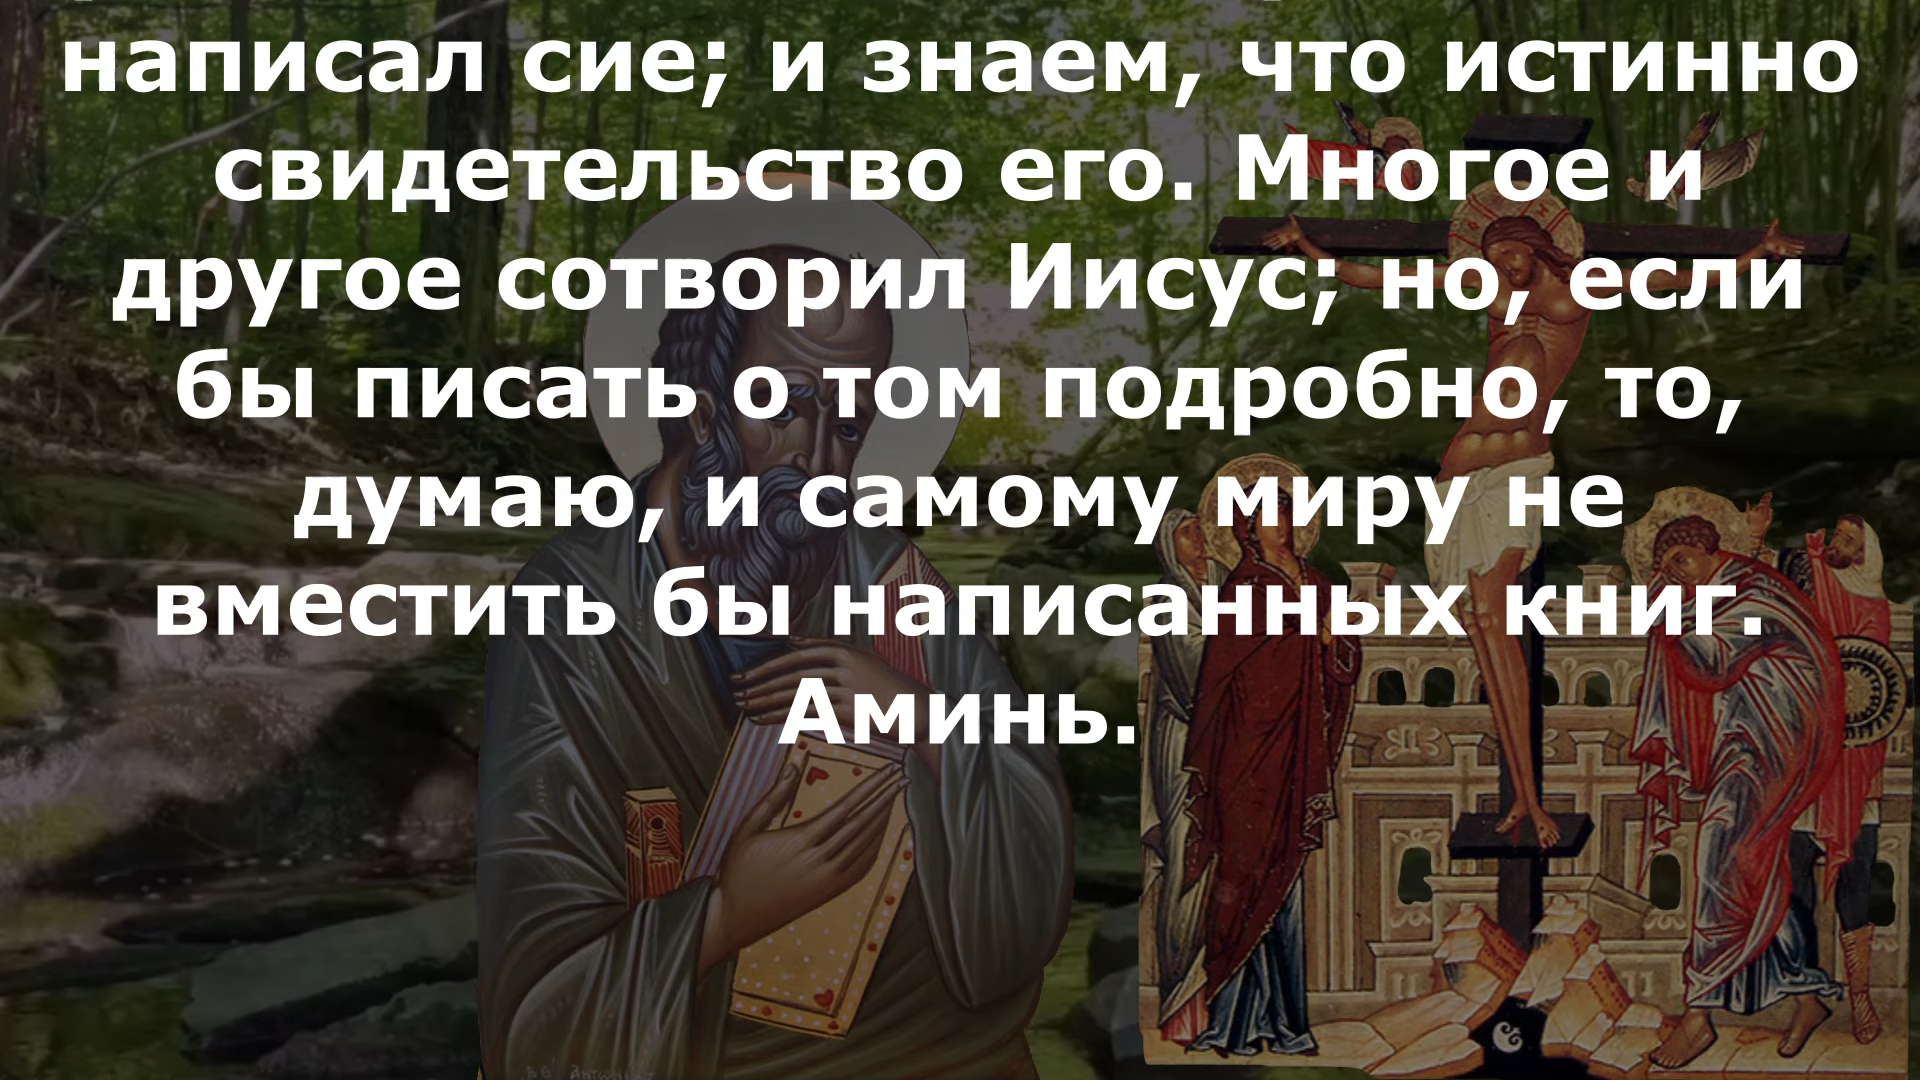 написал сие; и знаем, что истинно
свидетельство его. Многое и
другое сотворил Иисус; но, если
бы писать о том подробно, то,
думаю, и самому миру не
вместить бы написанных книг.
Аминь.